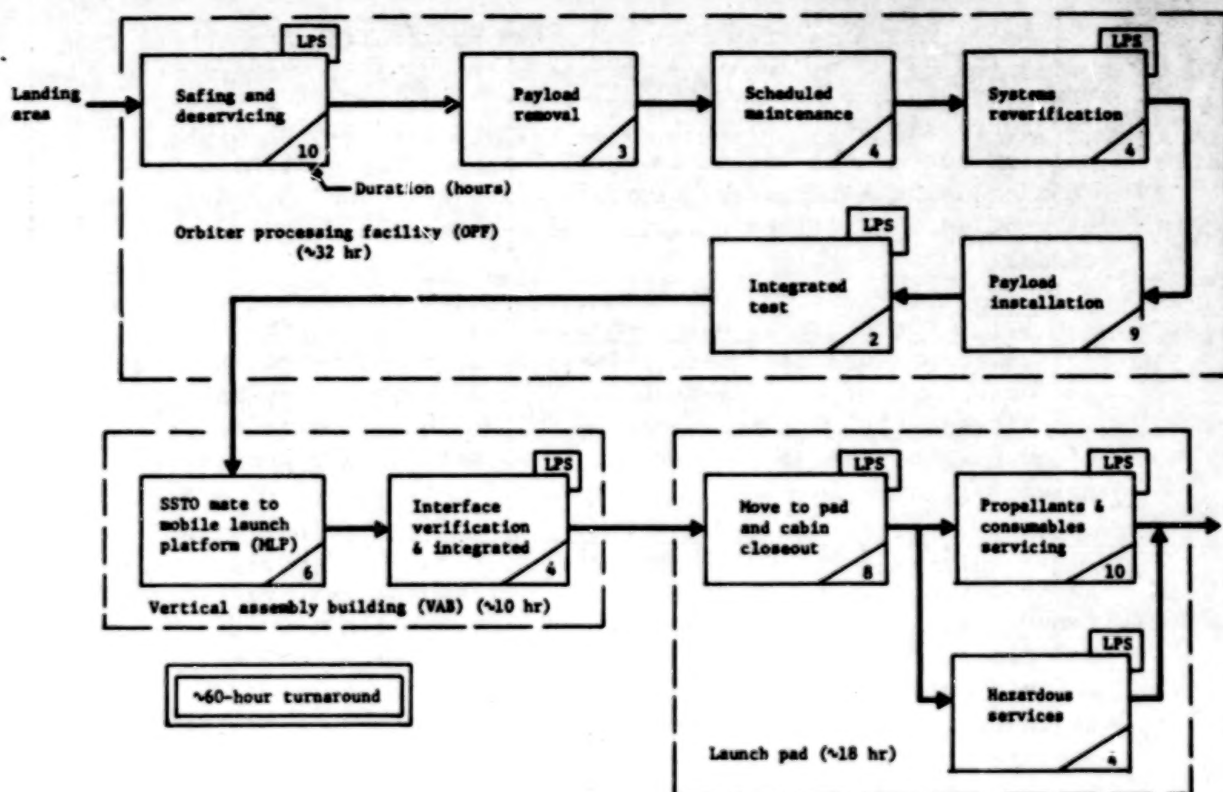 LPS
Landing
area
Safing and
deservicing
10
Payload
removal
3
Scheduled
maintenance
4
LPS
Systems
reverification
4
Duration (hours)
Orbiter processing facility (OPF)
(~32 hr)
LPS
Integrated
test
2
Payload
installation
9
SSTO mate to
mobile launch
platform (MLP)
6
LPS
Interface
verification
& integrated
4
Vertical assembly building (VAB) (~10 hr)
LPS
Move to pad
and cabin
closeout
8
LPS
Propellants &
consumables
servicing
10
LPS
Hazardous
services
4
~60-hour turnaround
Launch pad (~18 hr)